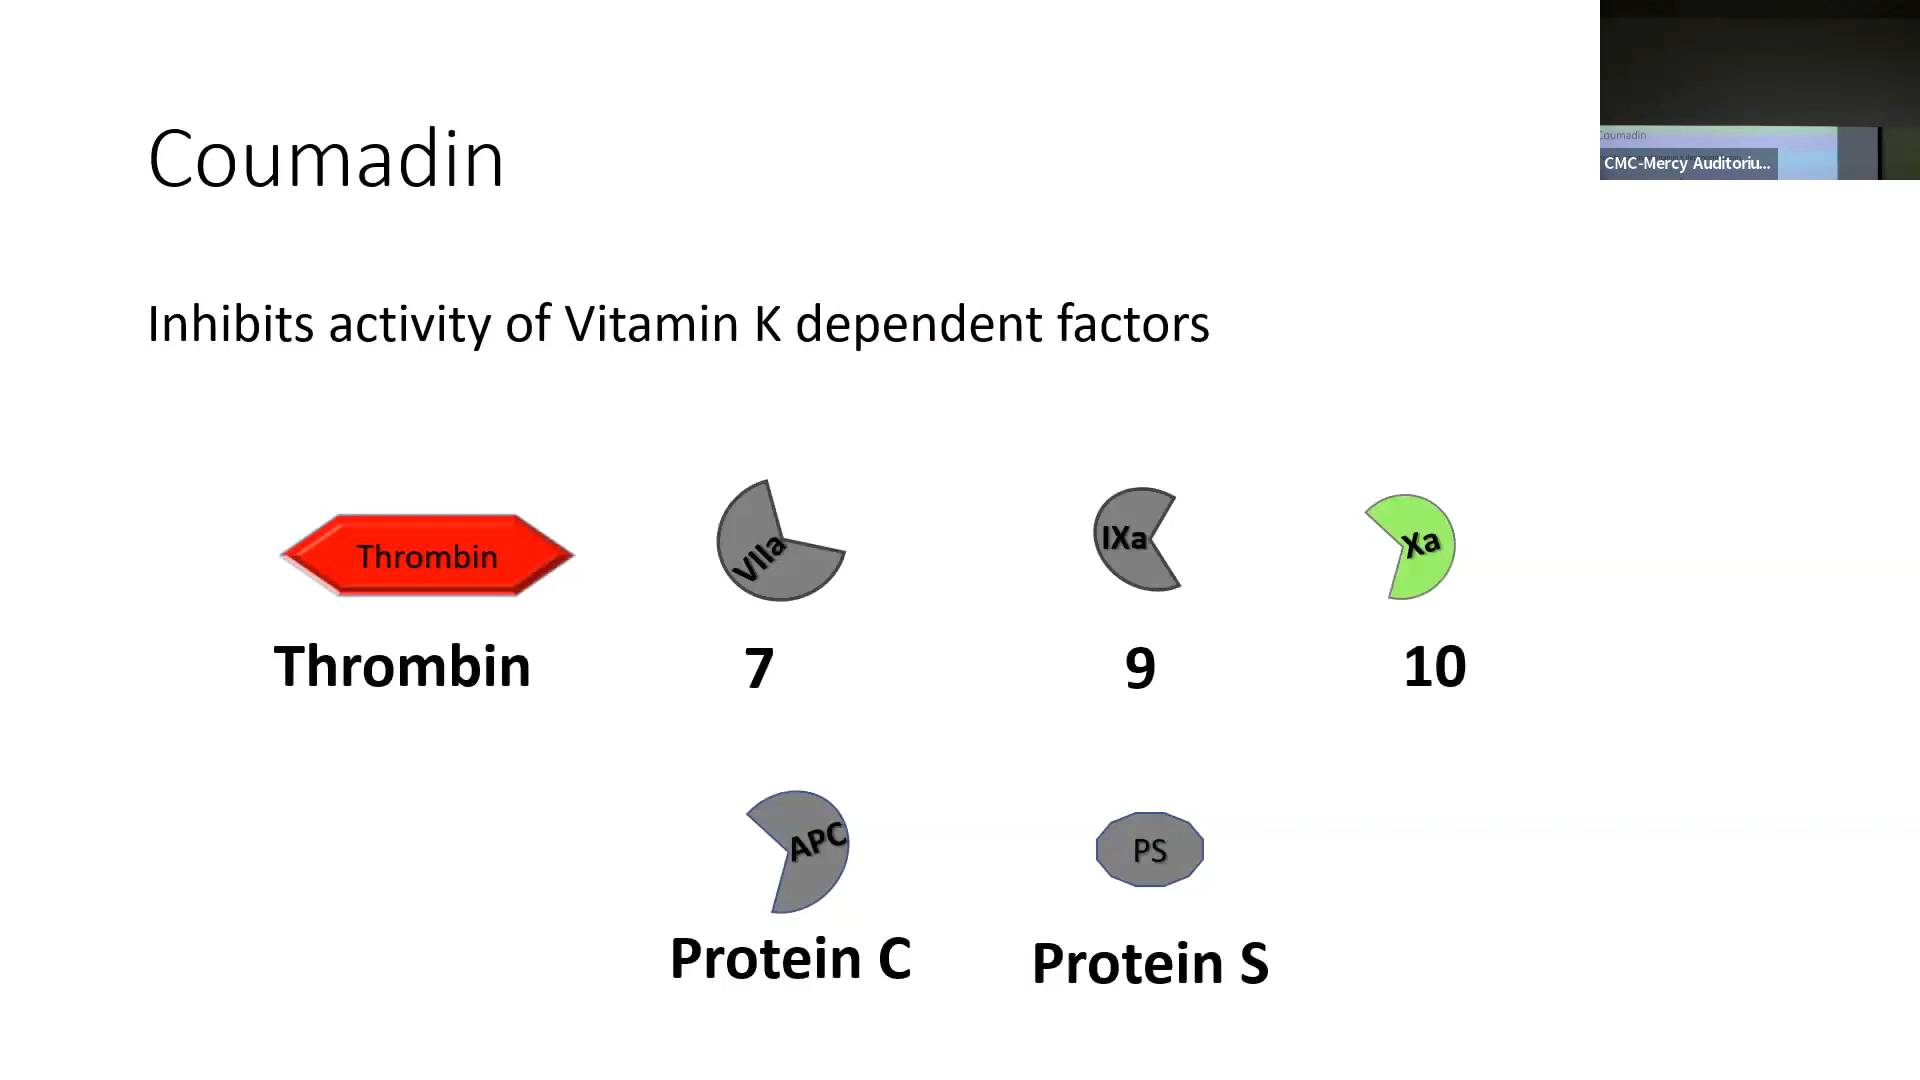 Coumadin
CMC-Mercy Auditoriu...
Coumadin
Inhibits activity of Vitamin K dependent factors
Thrombin
VIIa
IXa
Xa
Thrombin
7
9
10
APC
PS
Protein C
Protein S